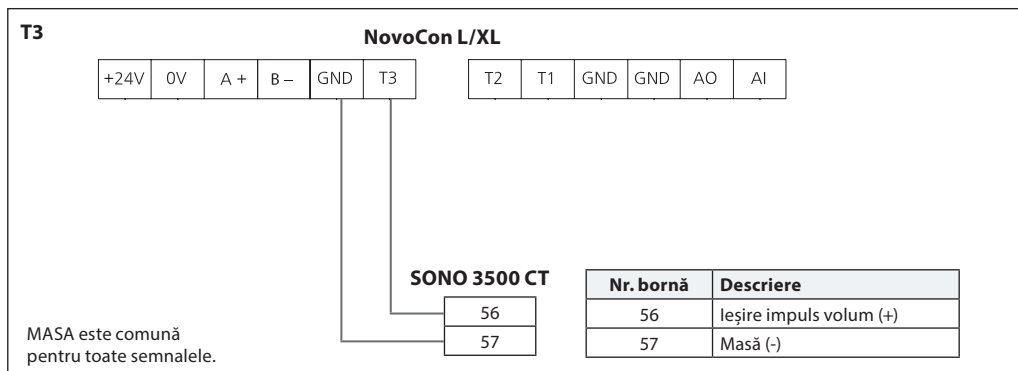 T3
NovoCon L/XL
+24V 0V A + B – GND T3 T2 T1 GND GND AO AI
SONO 3500 CT
56
57
Nr. bornă Descriere
56 Ieșire impuls volum (+)
57 Masă (-)
MASA este comună
pentru toate semnalele.